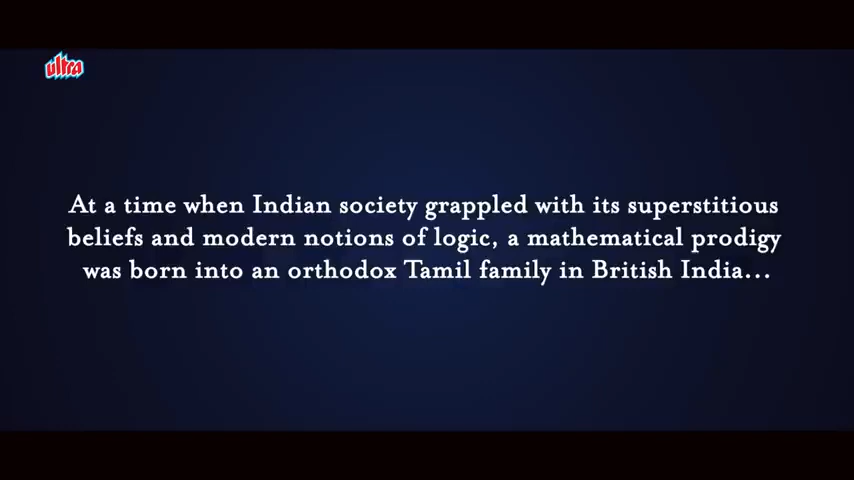 ultra
At a time when Indian society grappled with its superstitious
beliefs and modern notions of logic, a mathematical prodigy
was born into an orthodox Tamil family in British India...